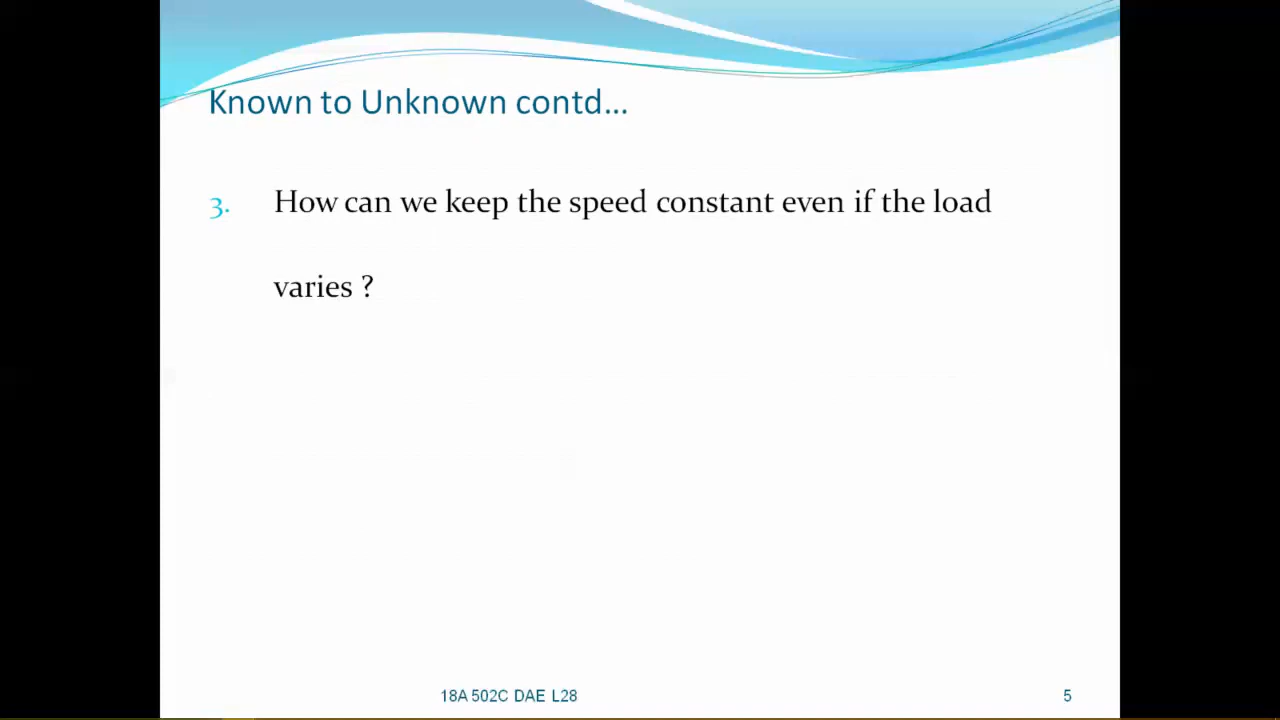 Known to Unknown contd...
3. How can we keep the speed constant even if the load
varies ?
18A 502C DAE L28 5